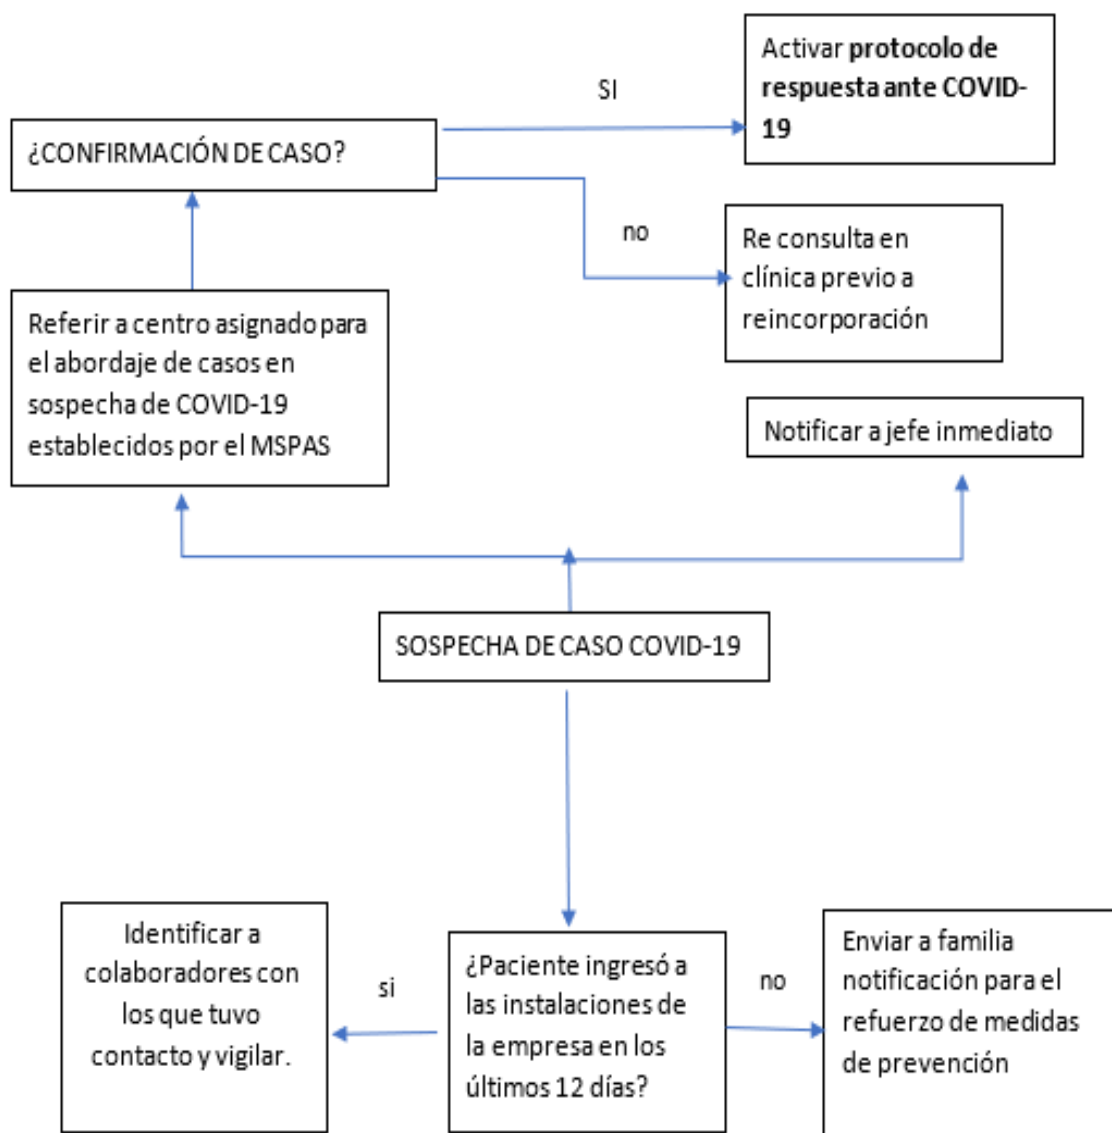 Activar protocolo de
respuesta ante COVID-
19
SI
¿CONFIRMACIÓN DE CASO?
no
Re consulta en
clínica previo a
reincorporación
Referir a centro asignado para
el abordaje de casos en
sospecha de COVID-19
establecidos por el MSPAS
Notificar a jefe inmediato
SOSPECHA DE CASO COVID-19
Identificar a
colaboradores con
los que tuvo
contacto y vigilar.
si
¿Paciente ingresó a
las instalaciones de
la empresa en los
últimos 12 días?
no
Enviar a familia
notificación para el
refuerzo de medidas
de prevención